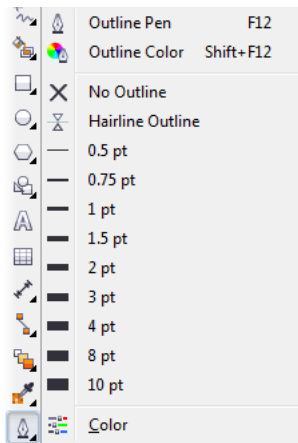 Outline Pen F12
Outline Color Shift+F12
No Outline
Hairline Outline
0.5 pt
0.75 pt
1 pt
1.5 pt
2 pt
3 pt
4 pt
8 pt
10 pt
Color